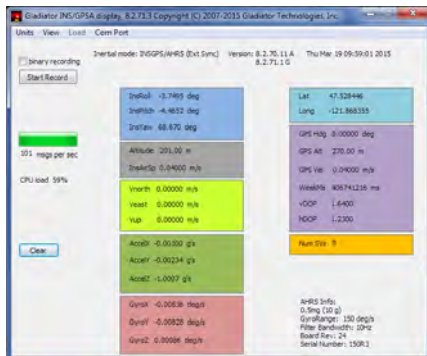 Gladiator INS/GPSA display, 8.2.71.3 Copyright (C) 2007-2015 Gladiator Technologies, Inc.
Units View Load Com Port
binary recording
Inertial mode: INSGPS/AHRS (Ext Sync) Version: 8.2.70.11 A Thu Mar 19 09:59:01 2015
8.2.71.1 G
Start Record
101 msgs per sec
CPU load 59%
Clear
InsRoll -3.7495 deg
InsPitch -4.4652 deg
InsYaw 68.870 deg
Altitude 201.00 m
InsAirSp 0.04000 m/s
Vnorth 0.00000 m/s
Veast 0.00000 m/s
Vup 0.00000 m/s
AccelX -0.00300 g's
AccelY -0.00234 g's
AccelZ -1.0007 g's
GyroX -0.00836 deg/s
GyroY -0.00828 deg/s
GyroZ 0.00086 deg/s
Lat 47.528446
Long -121.868355
GPS Hdg 0.00000 deg
GPS Alt 270.00 m
GPS Vel 0.04000 m/s
WeekMs 406741216 ms
vDOP 1.6400
HDOP 1.2300
Num SVs 9
AHRS Info:
0.5mg (10 g)
GyroRange: 150 deg/s
Filter Bandwidth: 10Hz
Board Rev: 24
Serial Number: 150R3